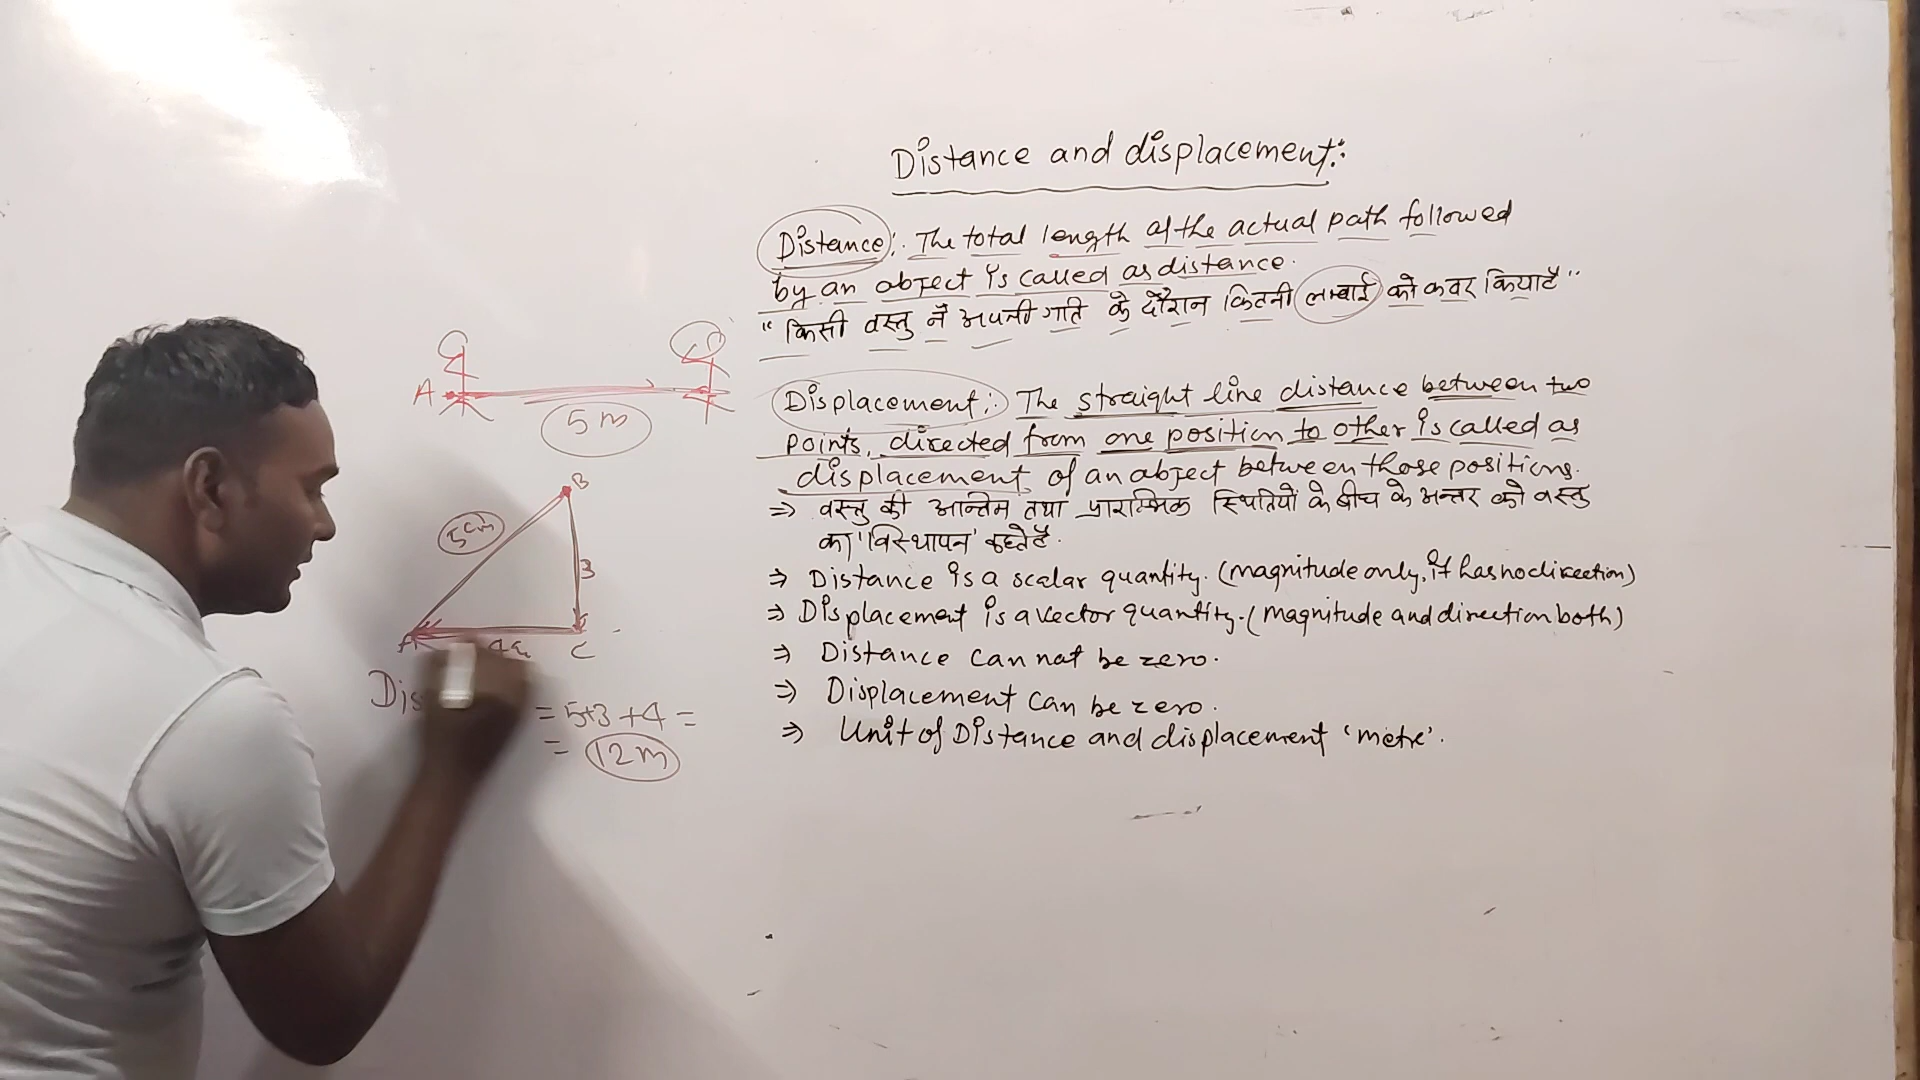 Distance and displacement:
Distance: The total length of the actual path followed
by an object is called as distance.
"किसी वस्तु नें अपनी गति के दौरान कितनी लम्बाई को कवर किया है"
Displacement: The straight line distance between two
points, directed from one position to other is called as
displacement of an object between those positions.
⇒ वस्तु की अन्तिम तथा प्रारम्भिक स्थितियों के बीच के अन्तर को वस्तु
का 'विस्थापन' कहते है.
⇒ Distance is a scalar quantity. (magnitude only, it has no direction)
⇒ Displacement is a vector quantity. (Magnitude and direction both)
⇒ Distance can not be zero.
⇒ Displacement can be zero.
⇒ Unit of Distance and displacement 'metre'.
A
5 m
B
5cm
3
A
C
Dis
= 5+3+4 =
= 12m